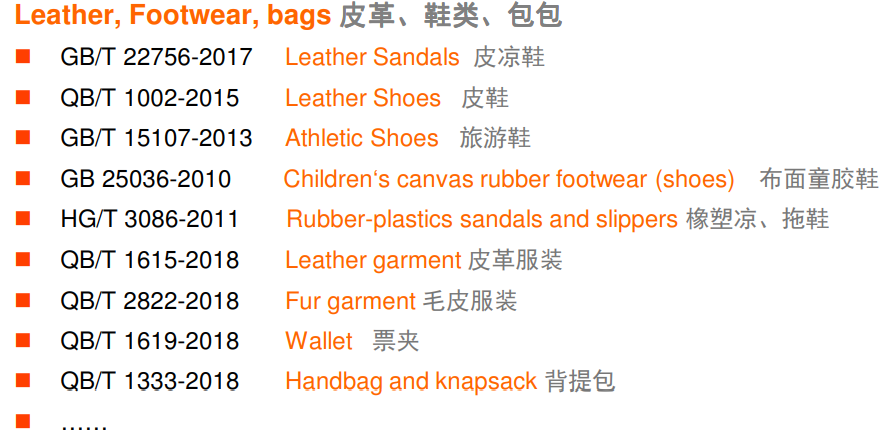 Leather, Footwear, bags 皮革、鞋类、包包
GB/T 22756-2017 Leather Sandals 皮凉鞋
QB/T 1002-2015 Leather Shoes 皮鞋
GB/T 15107-2013 Athletic Shoes 旅游鞋
GB 25036-2010 Children‘s canvas rubber footwear (shoes) 布面童胶鞋
HG/T 3086-2011 Rubber-plastics sandals and slippers 橡塑凉、拖鞋
QB/T 1615-2018 Leather garment 皮革服装
QB/T 2822-2018 Fur garment 毛皮服装
QB/T 1619-2018 Wallet 票夹
QB/T 1333-2018 Handbag and knapsack 背提包
……